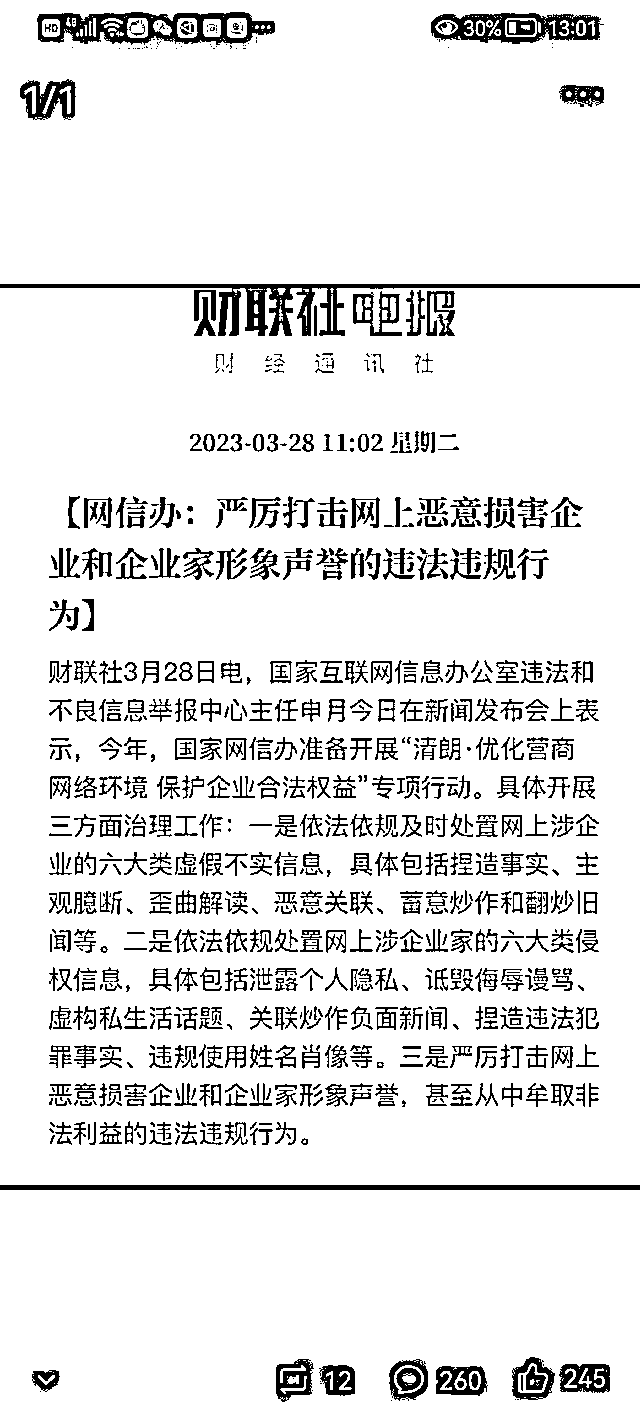 HD 4G 30% 13:01
1/1
财联社电报
财经通讯社
2023-03-28 11:02 星期二
【网信办：严厉打击网上恶意损害企
业和企业家形象声誉的违法违规行
为】
财联社3月28日电，国家互联网信息办公室违法和
不良信息举报中心主任申月今日在新闻发布会上表
示，今年，国家网信办准备开展“清朗·优化营商
网络环境 保护企业合法权益”专项行动。具体开展
三方面治理工作：一是依法依规及时处置网上涉企
业的六大类虚假不实信息，具体包括捏造事实、主
观臆断、歪曲解读、恶意关联、蓄意炒作和翻炒旧
闻等。二是依法依规处置网上涉企业家的六大类侵
权信息，具体包括泄露个人隐私、诋毁侮辱谩骂、
虚构私生活话题、关联炒作负面新闻、捏造违法犯
罪事实、违规使用姓名肖像等。三是严厉打击网上
恶意损害企业和企业家形象声誉，甚至从中牟取非
法利益的违法违规行为。
12 260 245